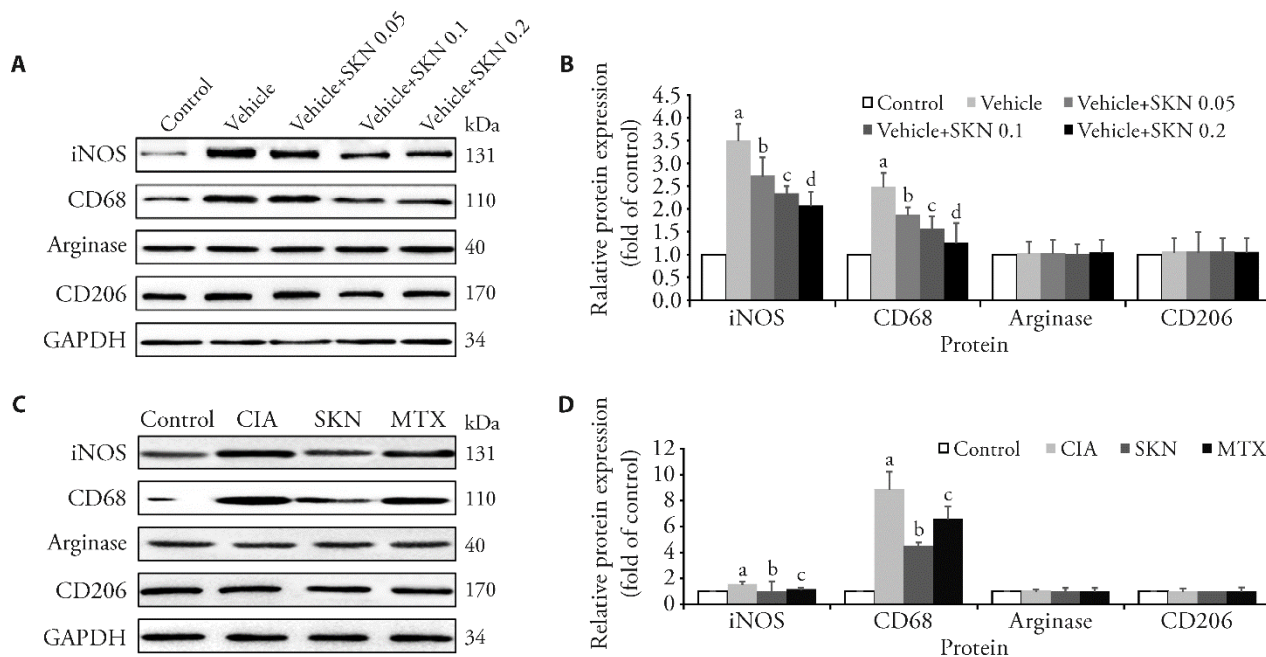 A
Control
Vehicle
Vehicle+SKN 0.05
Vehicle+SKN 0.1
Vehicle+SKN 0.2
kDa
iNOS 131
CD68 110
Arginase 40
CD206 170
GAPDH 34
B
Ralative protein expression
(fold of control)
4.5
4.0
3.5
3.0
2.5
2.0
1.5
1.0
0.5
0.0
Control Vehicle Vehicle+SKN 0.05
Vehicle+SKN 0.1 Vehicle+SKN 0.2
a b c d
a b c d
iNOS CD68 Arginase CD206
Protein
C
Control CIA SKN MTX kDa
iNOS 131
CD68 110
Arginase 40
CD206 170
GAPDH 34
D
Relative protein expression
(fold of control)
12
10
8
6
4
2
0
Control CIA SKN MTX
a b c
a b c
iNOS CD68 Arginase CD206
Protein